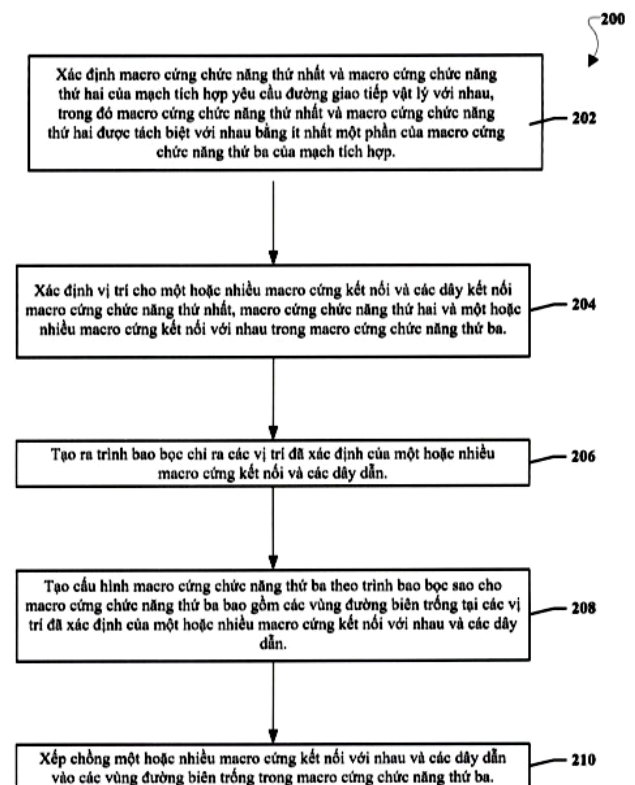 200
Xác định macro cứng chức năng thứ nhất và macro cứng chức năng
thứ hai của mạch tích hợp yêu cầu đường giao tiếp vật lý với nhau,
trong đó macro cứng chức năng thứ nhất và macro cứng chức năng
thứ hai được tách biệt với nhau bằng ít nhất một phần của macro cứng
chức năng thứ ba của mạch tích hợp.
202
Xác định vị trí cho một hoặc nhiều macro cứng kết nối và các dây kết nối
macro cứng chức năng thứ nhất, macro cứng chức năng thứ hai và một hoặc
nhiều macro cứng kết nối với nhau trong macro cứng chức năng thứ ba.
204
Tạo ra trình bao bọc chỉ ra các vị trí đã xác định của một hoặc nhiều
macro cứng kết nối và các dây dẫn.
206
Tạo cấu hình macro cứng chức năng thứ ba theo trình bao bọc sao cho
macro cứng chức năng thứ ba bao gồm các vùng đường biên trống tại các vị
trí đã xác định của một hoặc nhiều macro cứng kết nối với nhau và các dây
dẫn.
208
Xếp chồng một hoặc nhiều macro cứng kết nối với nhau và các dây dẫn
vào các vùng đường biên trống trong macro cứng chức năng thứ ba.
210